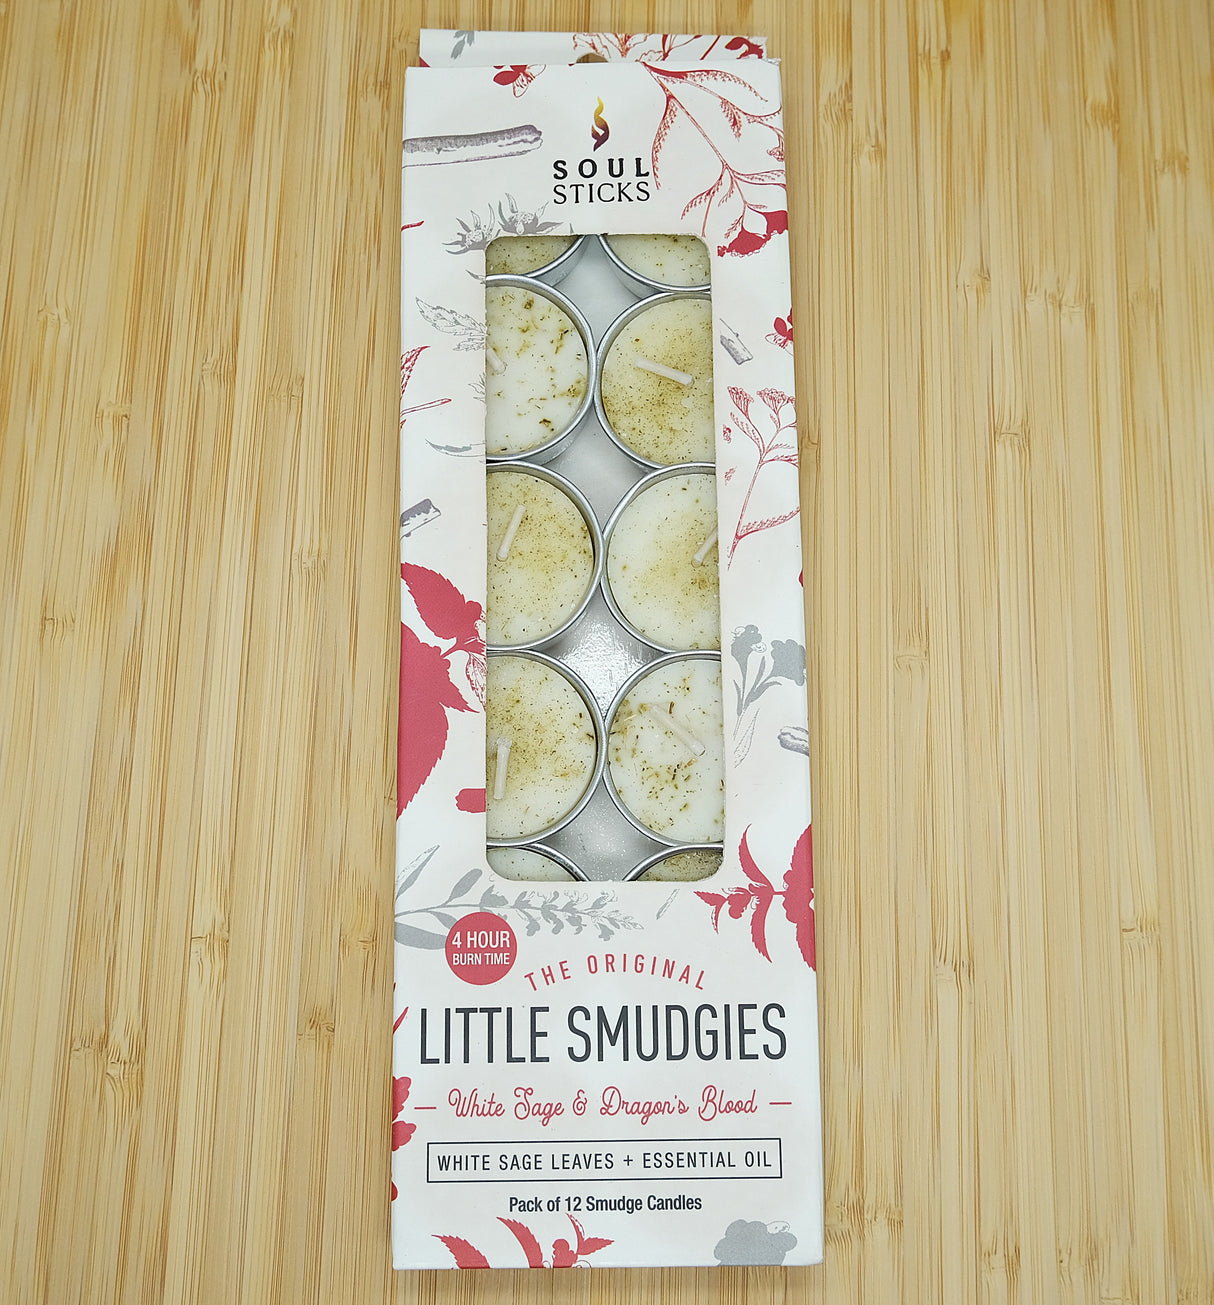 SOUL
STICKS
4 HOUR
BURN TIME
THE ORIGINAL
LITTLE SMUDGIES
White Sage & Dragon's Blood
WHITE SAGE LEAVES + ESSENTIAL OIL
Pack of 12 Smudge Candles